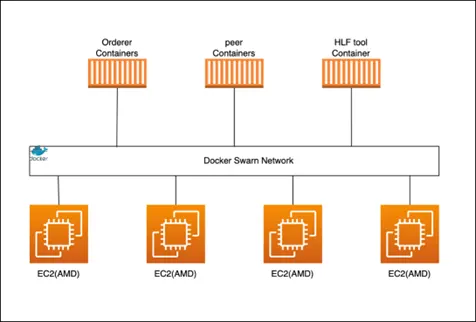 Orderer
Containers
peer
Containers
HLF tool
Container
docker
Docker Swarn Network
EC2(AMD)
EC2(AMD)
EC2(AMD)
EC2(AMD)